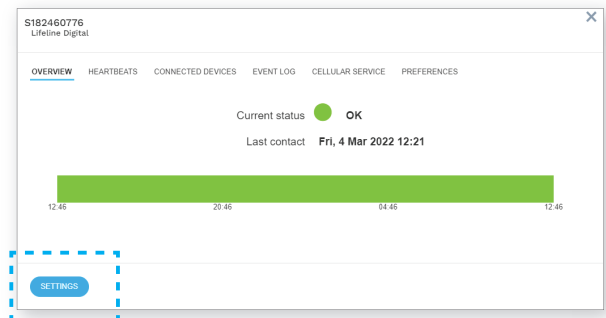 S182460776
Lifeline Digital
OVERVIEW HEARTBEATS CONNECTED DEVICES EVENT LOG CELLULAR SERVICE PREFERENCES
Current status OK
Last contact Fri, 4 Mar 2022 12:21
12:46 20:46 04:46 12:46
SETTINGS